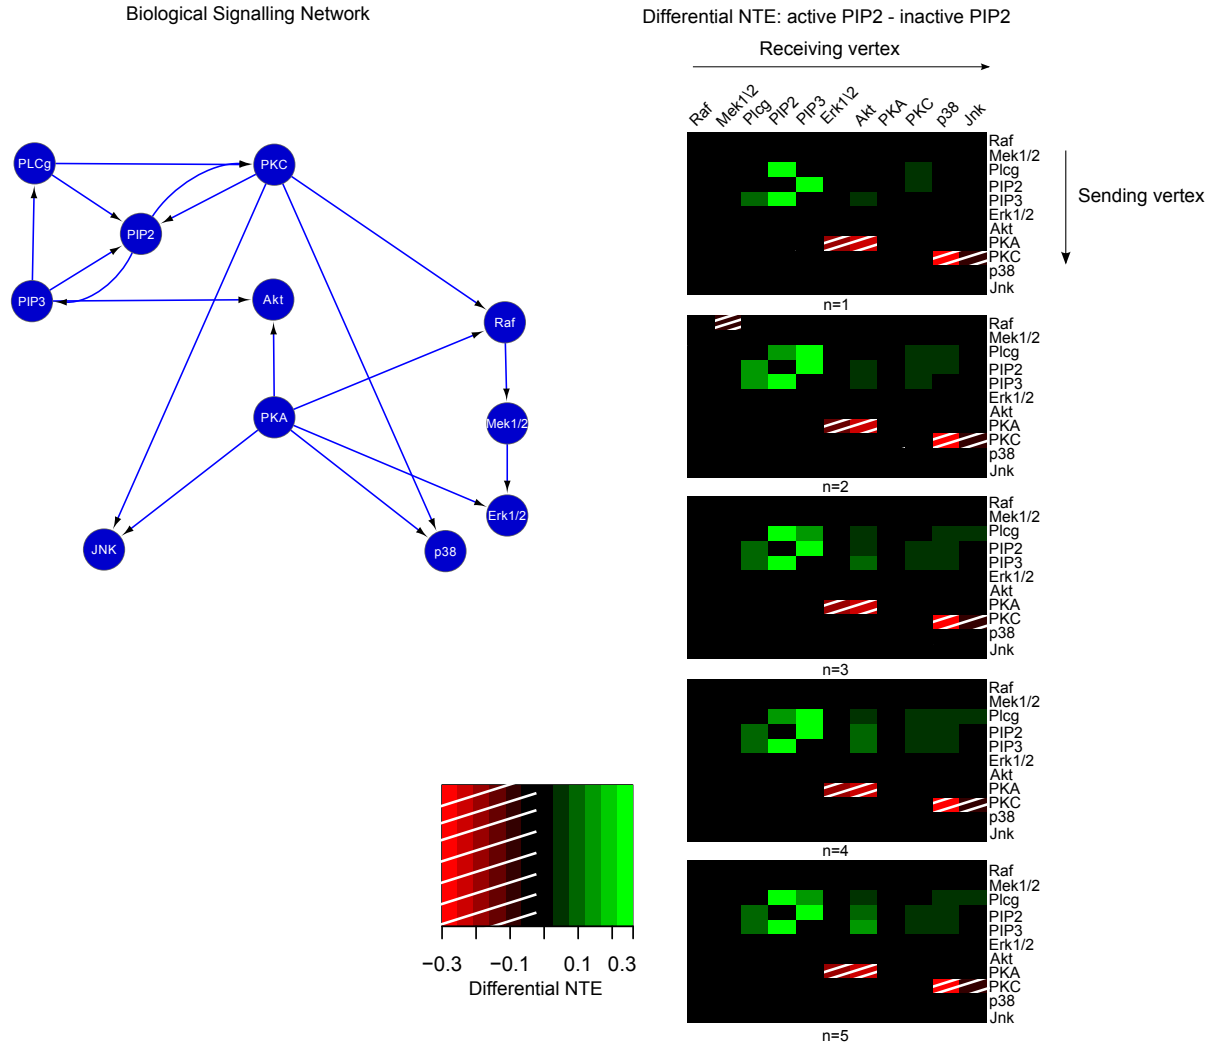 Biological Signalling Network
Differential NTE: active PIP2 - inactive PIP2
Receiving vertex
Raf
Mek1\2
Plcg
PIP2
PIP3
Erk1\2
Akt
PKA
PKC
p38
Jnk
PLCg
PKC
PIP2
PIP3
Akt
Raf
PKA
Mek1/2
Erk1/2
JNK
p38
Sending vertex
Raf
Mek1/2
Plcg
PIP2
PIP3
Erk1/2
Akt
PKA
PKC
p38
Jnk
n=1
Raf
Mek1/2
Plcg
PIP2
PIP3
Erk1/2
Akt
PKA
PKC
p38
Jnk
n=2
Raf
Mek1/2
Plcg
PIP2
PIP3
Erk1/2
Akt
PKA
PKC
p38
Jnk
n=3
Raf
Mek1/2
Plcg
PIP2
PIP3
Erk1/2
Akt
PKA
PKC
p38
Jnk
n=4
Raf
Mek1/2
Plcg
PIP2
PIP3
Erk1/2
Akt
PKA
PKC
p38
Jnk
n=5
−0.3 −0.1 0.1 0.3
Differential NTE